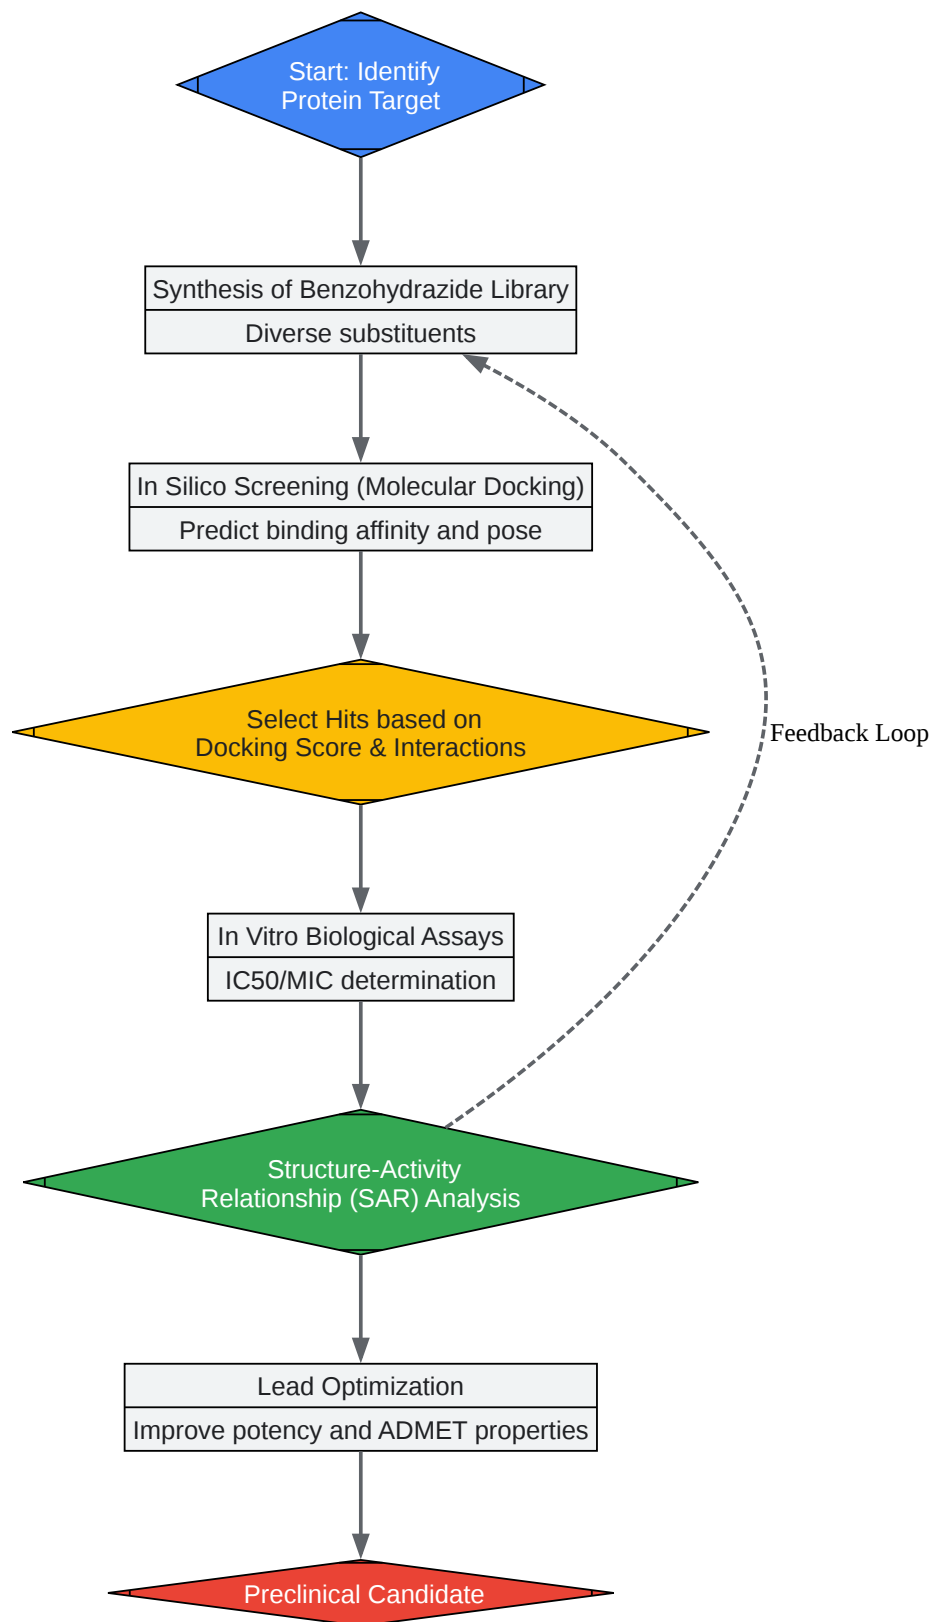 Start: Identify
Protein Target
Synthesis of Benzohydrazide Library
Diverse substituents
In Silico Screening (Molecular Docking)
Predict binding affinity and pose
Select Hits based on
Docking Score & Interactions
Feedback Loop
In Vitro Biological Assays
IC50/MIC determination
Structure-Activity
Relationship (SAR) Analysis
Lead Optimization
Improve potency and ADMET properties
Preclinical Candidate